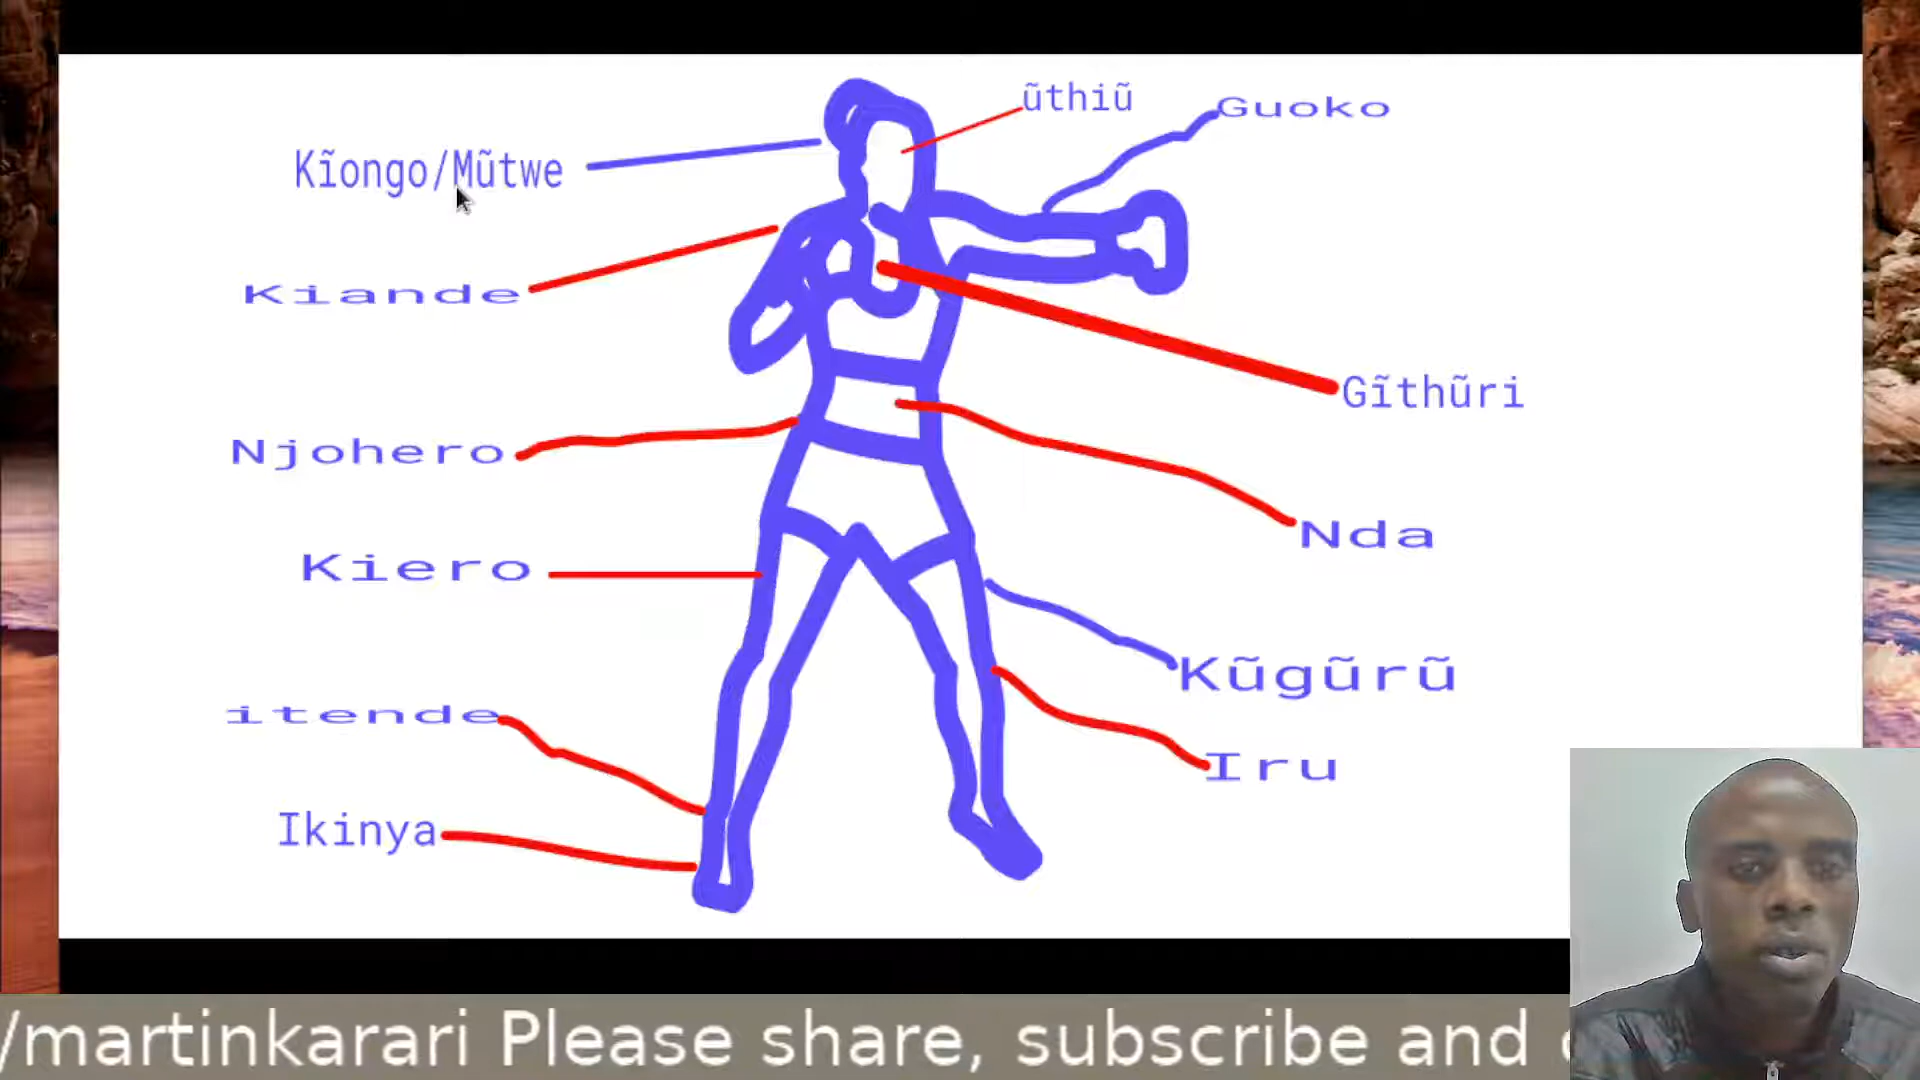 ũthiũ
Guoko
Kĩongo/Mũtwe
Kiande
Gĩthũri
Njohero
Nda
Kiero
Kũgũrũ
itende
Iru
Ikinya
/martinkarari Please share, subscribe and